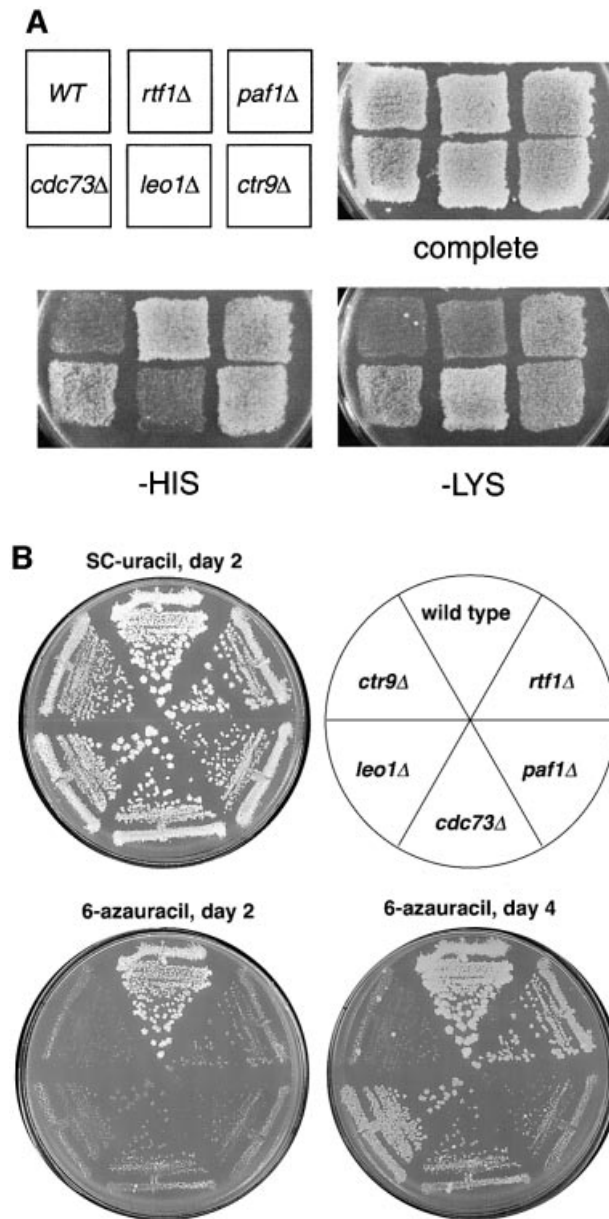 A
WT rtf1Δ paf1Δ
cdc73Δ leo1Δ ctr9Δ
complete
-HIS
-LYS
B
SC-uracil, day 2
wild type
ctr9Δ
rtf1Δ
leo1Δ
paf1Δ
cdc73Δ
6-azauracil, day 2
6-azauracil, day 4